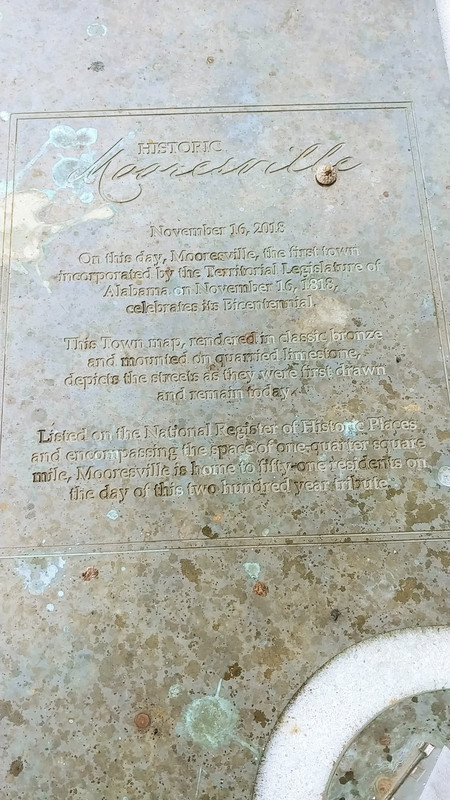 HISTORIC
Mooresville
November 16, 2018
On this day, Mooresville, the first town
incorporated by the Territorial Legislature of
Alabama on November 16, 1818,
celebrates its Bicentennial.
This Town map, rendered in classic bronze
and mounted on quarried limestone,
depicts the streets as they were first drawn
and remain today.
Listed on the National Register of Historic Places
and encompassing the space of one-quarter square
mile, Mooresville is home to fifty-one residents on
the day of this two hundred year tribute.